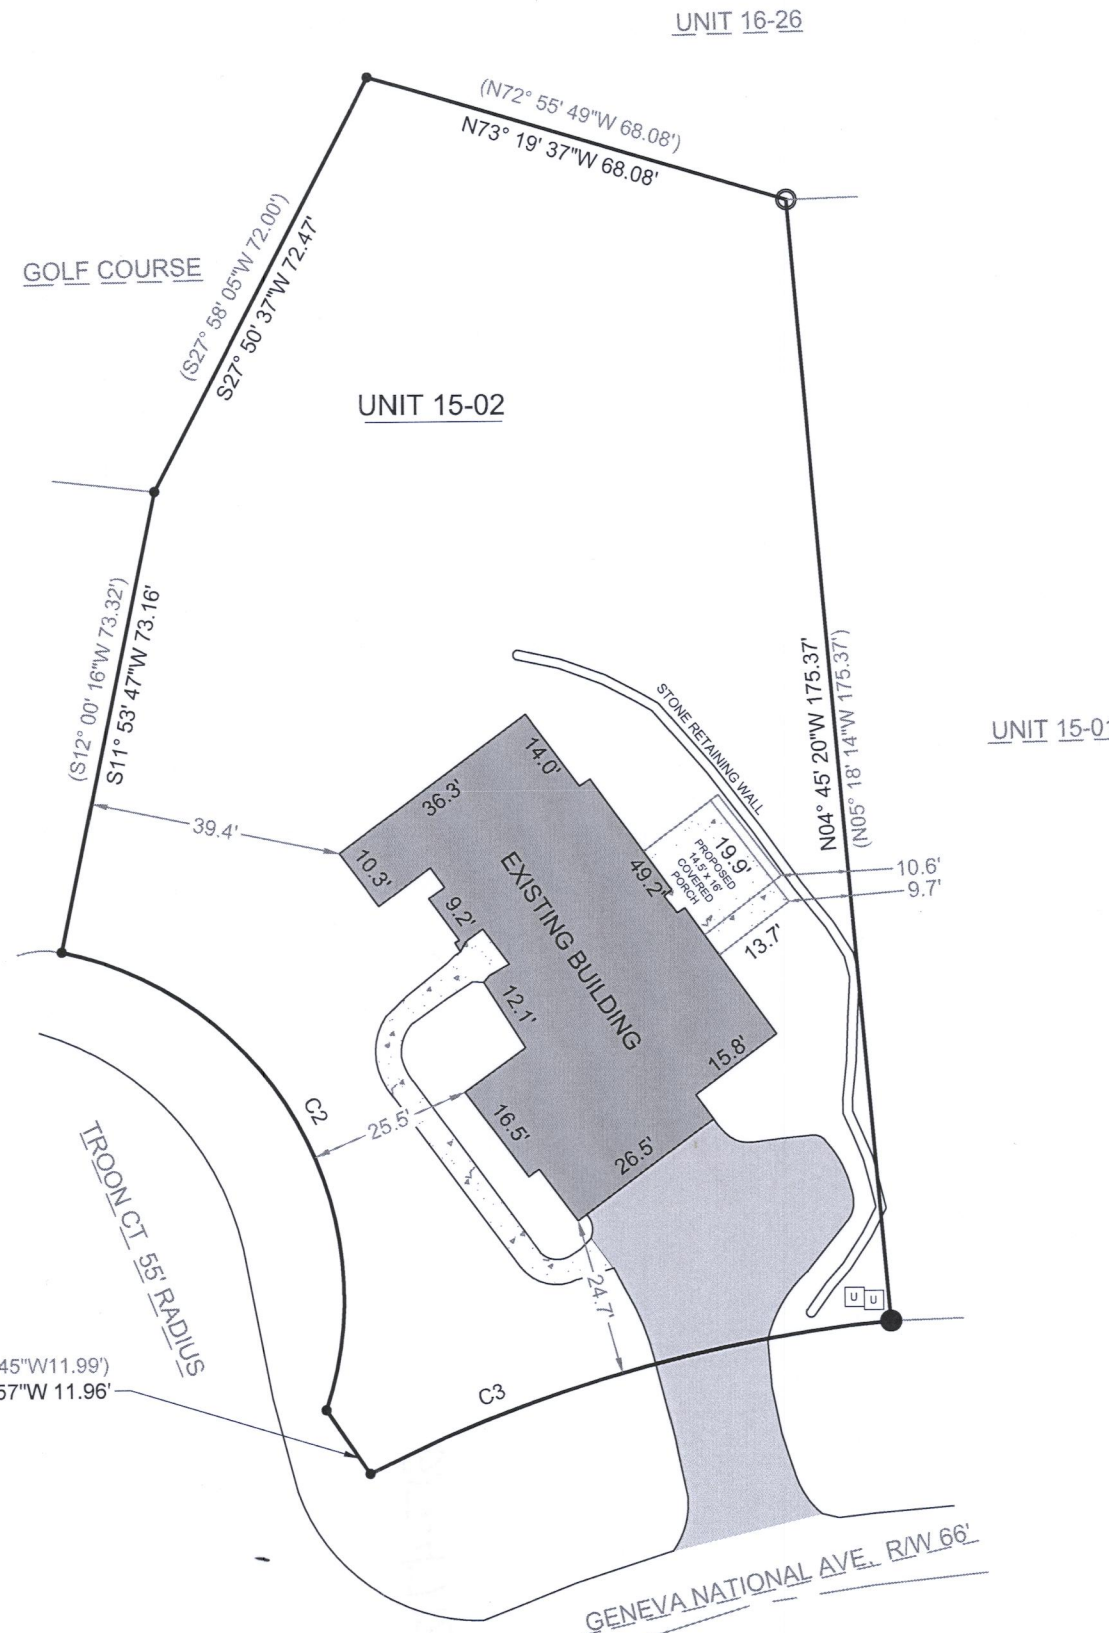 UNIT 16-26
(N72° 55' 49"W 68.08')
N73° 19' 37"W 68.08'
(S27° 58' 05"W 72.00')
S27° 50' 37"W 72.47'
GOLF COURSE
UNIT 15-02
(S12° 00' 16"W 73.32')
S11° 53' 47"W 73.16'
N04° 45' 20"W 175.37'
(N05° 18' 14"W 175.37')
UNIT 15-01
STONE RETAINING WALL
14.0'
36.3'
39.4'
10.3'
9.2'
49.2'
19.9'
PROPOSED
14.5' x 16'
COVERED
PORCH
10.6'
9.7'
13.7'
EXISTING BUILDING
12.1'
15.8'
16.5'
26.5'
C2
25.5'
24.7'
TROON CT 55' RADIUS
U
U
45"W11.99')
57"W 11.96'
C3
GENEVA NATIONAL AVE. R/W 66'